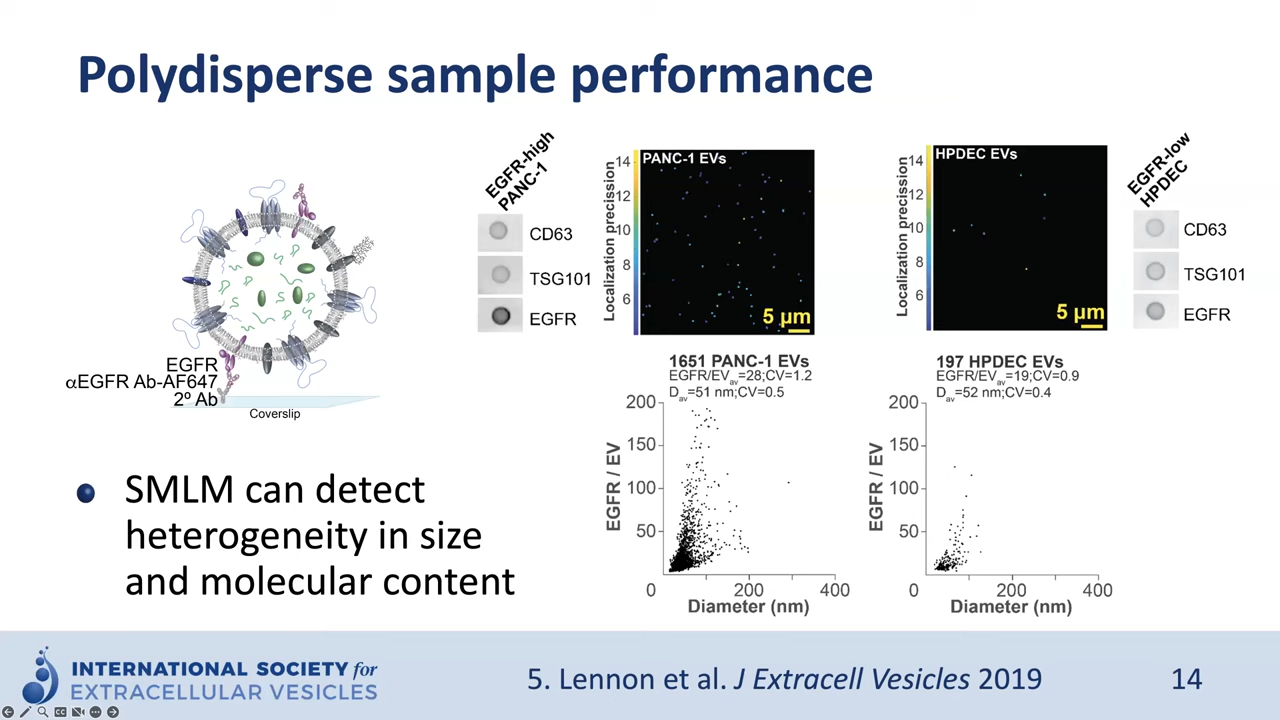 Polydisperse sample performance
EGFR
αEGFR Ab-AF647
2º Ab
Coverslip
SMLM can detect
heterogeneity in size
and molecular content
EGFR-high
PANC-1
CD63
TSG101
EGFR
Localization precission
14
12
10
8
6
PANC-1 EVs
5 µm
1651 PANC-1 EVs
EGFR/EVav=28;CV=1.2
Dav=51 nm;CV=0.5
EGFR / EV
200
150
100
50
0
200
400
Diameter (nm)
Localization precission
14
12
10
8
6
HPDEC EVs
5 µm
EGFR-low
HPDEC
CD63
TSG101
EGFR
197 HPDEC EVs
EGFR/EVav=19;CV=0.9
Dav=52 nm;CV=0.4
EGFR / EV
200
150
100
50
0
200
400
Diameter (nm)
INTERNATIONAL SOCIETY for
EXTRACELLULAR VESICLES
5. Lennon et al. J Extracell Vesicles 2019
14